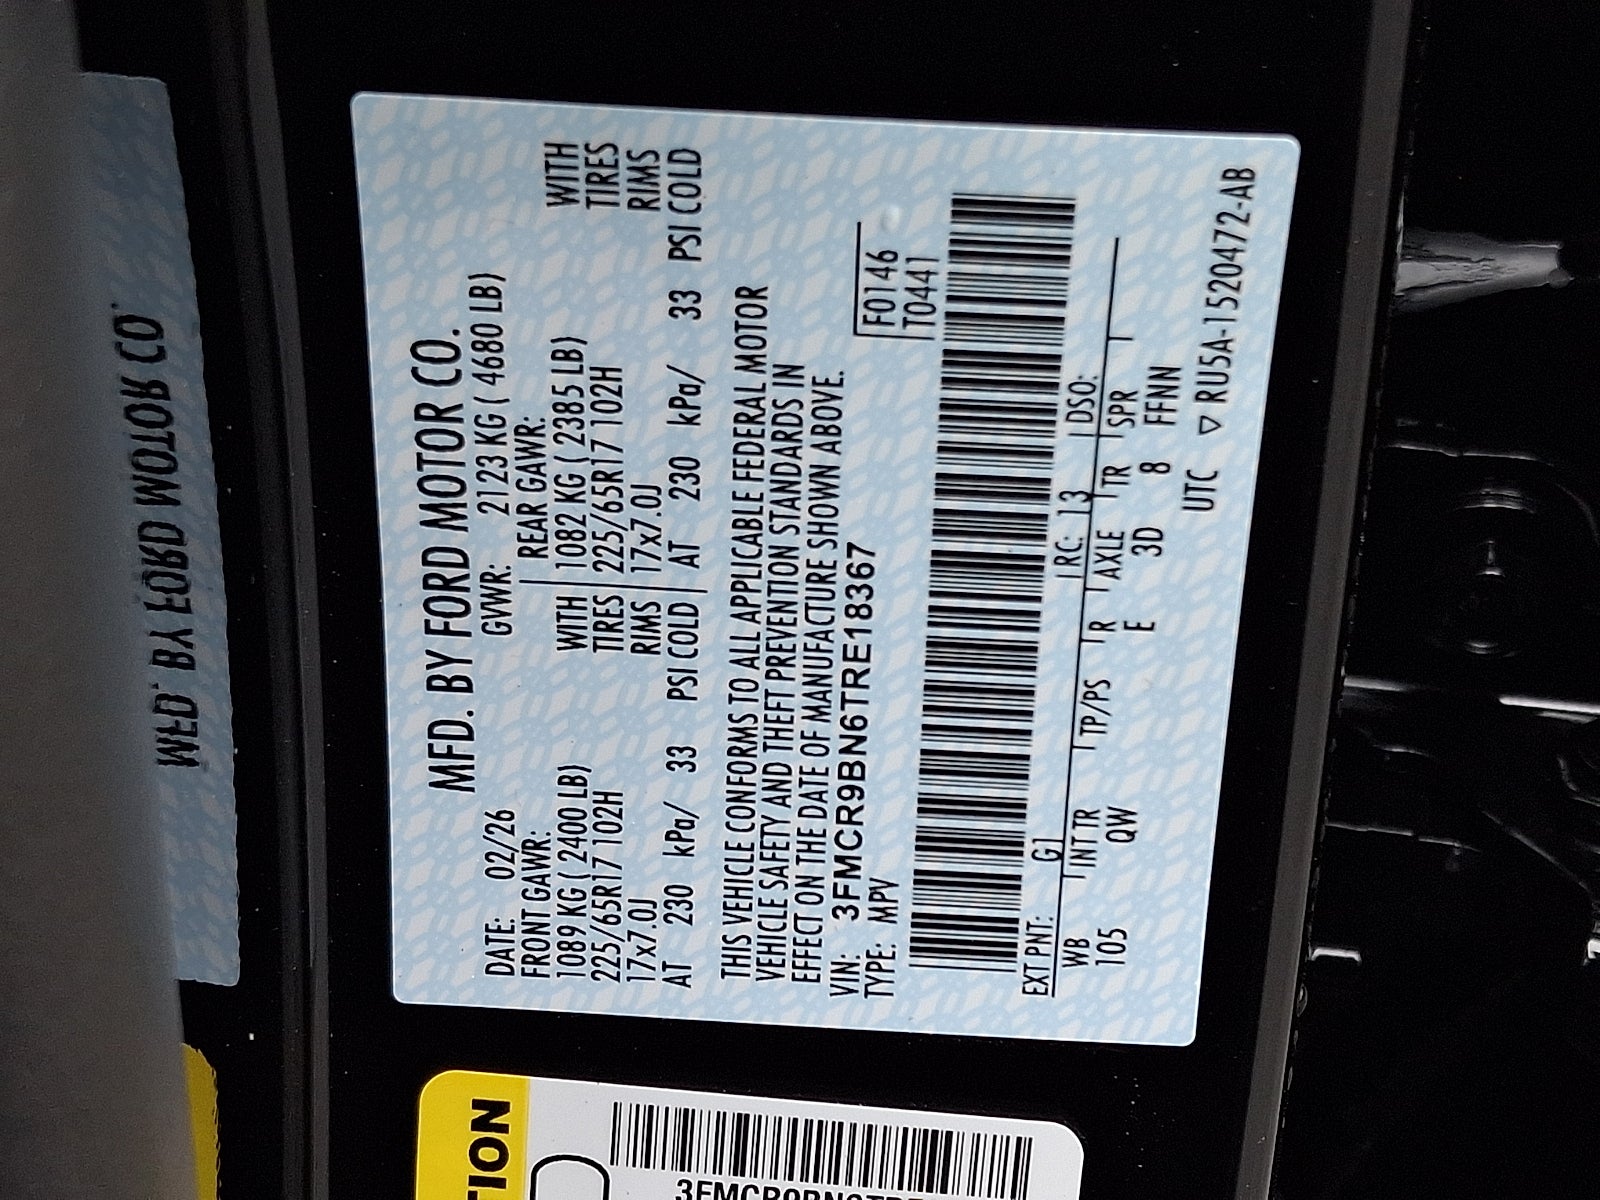 MFD. BY FORD MOTOR CO.
DATE: 02/26 GVWR: 2123 KG ( 4680 LB)
FRONT GAWR: REAR GAWR:
1089 KG ( 2400 LB) WITH 1082 KG ( 2385 LB) WITH
225/65R17 102H TIRES 225/65R17 102H TIRES
17x7.0J RIMS 17x7.0J RIMS
AT 230 kPa/ 33 PSI COLD AT 230 kPa/ 33 PSI COLD
THIS VEHICLE CONFORMS TO ALL APPLICABLE FEDERAL MOTOR
VEHICLE SAFETY AND THEFT PREVENTION STANDARDS IN
EFFECT ON THE DATE OF MANUFACTURE SHOWN ABOVE.
VIN: 3FMCR9BN6TRE18367 F0146
TYPE: MPV T0441
EXT PNT: G1 RC: 13 DSO:
WB INT TR TP/PS R AXLE TR SPR
105 QW E 3D 8 FFNN
UTC ▽ RU5A-1520472-AB
MFD. BY FORD MOTOR CO.